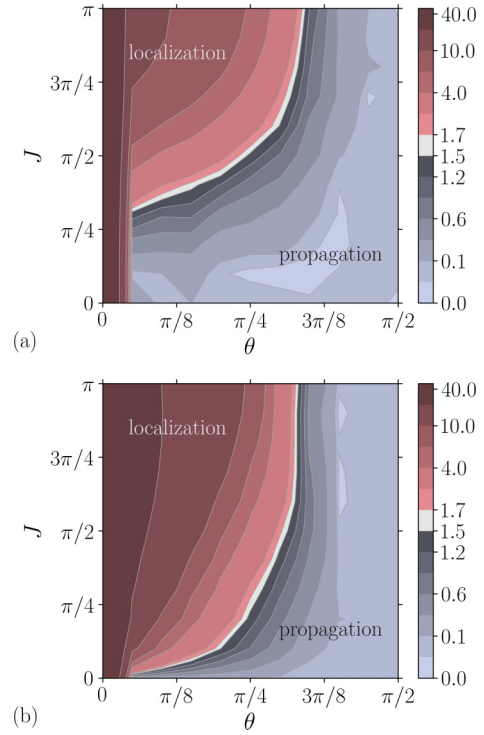 π
3π/4
J
π/2
π/4
0
localization
propagation
0
π/8
π/4
3π/8
π/2
θ
40.0
10.0
4.0
1.7
1.5
1.2
0.6
0.1
0.0
(a)
π
3π/4
J
π/2
π/4
0
localization
propagation
0
π/8
π/4
3π/8
π/2
θ
40.0
10.0
4.0
1.7
1.5
1.2
0.6
0.1
0.0
(b)